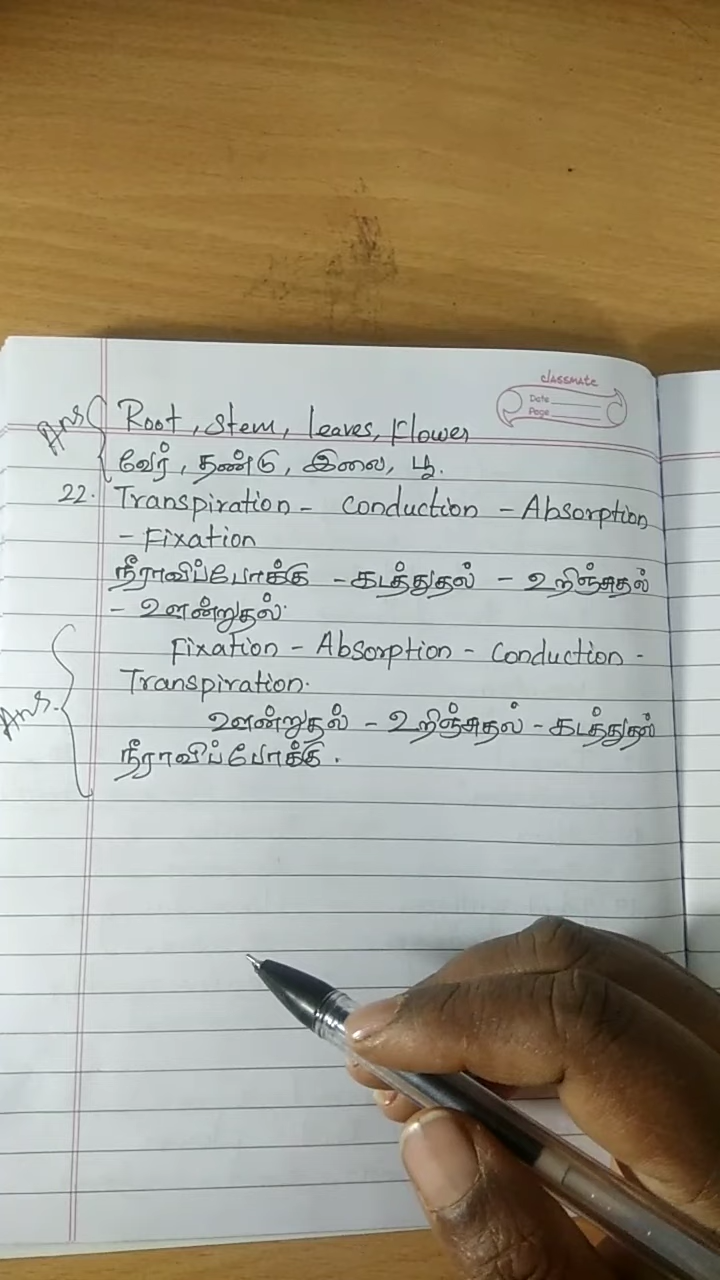 classmate
Date
Page
Ans { Root, stem, leaves, Flower
வேர், தண்டு, இலை, பூ.
22. Transpiration - conduction - Absorption
- Fixation
நீராவிப்போக்கு - கடத்துதல் - உறிஞ்சுதல்
- ஊன்றுதல்.
Fixation - Absorption - conduction -
Transpiration.
Ans. { ஊன்றுதல் - உறிஞ்சுதல் - கடத்துதல்
நீராவிப்போக்கு.